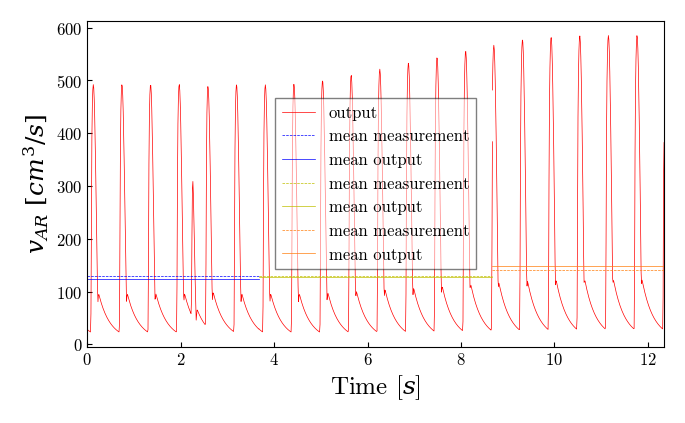 600
500
400
300
200
100
0
v_AR [cm^3/s]
output
mean measurement
mean output
mean measurement
mean output
mean measurement
mean output
0 2 4 6 8 10 12
Time [s]